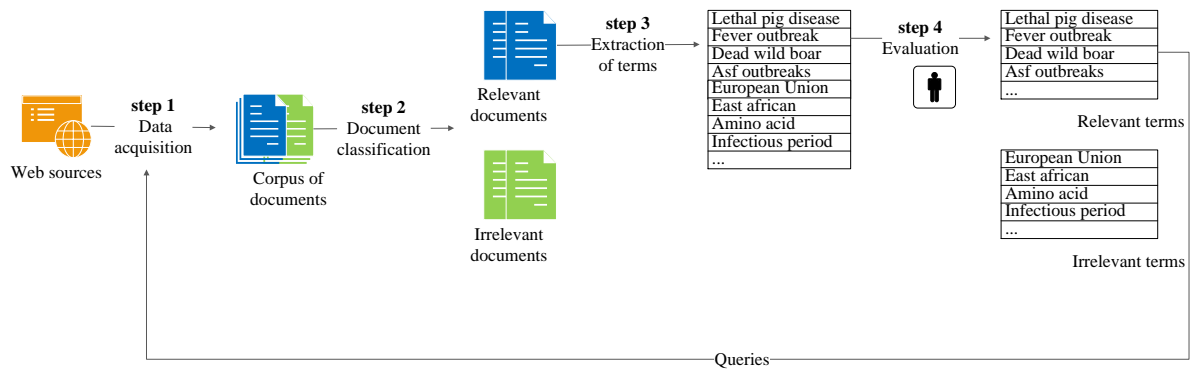 Web sources
step 1
Data
acquisition
Corpus of
documents
step 2
Document
classification
Relevant
documents
Irrelevant
documents
step 3
Extraction
of terms
Lethal pig disease
Fever outbreak
Dead wild boar
Asf outbreaks
European Union
East african
Amino acid
Infectious period
...
step 4
Evaluation
Lethal pig disease
Fever outbreak
Dead wild boar
Asf outbreaks
...
Relevant terms
European Union
East african
Amino acid
Infectious period
...
Irrelevant terms
Queries